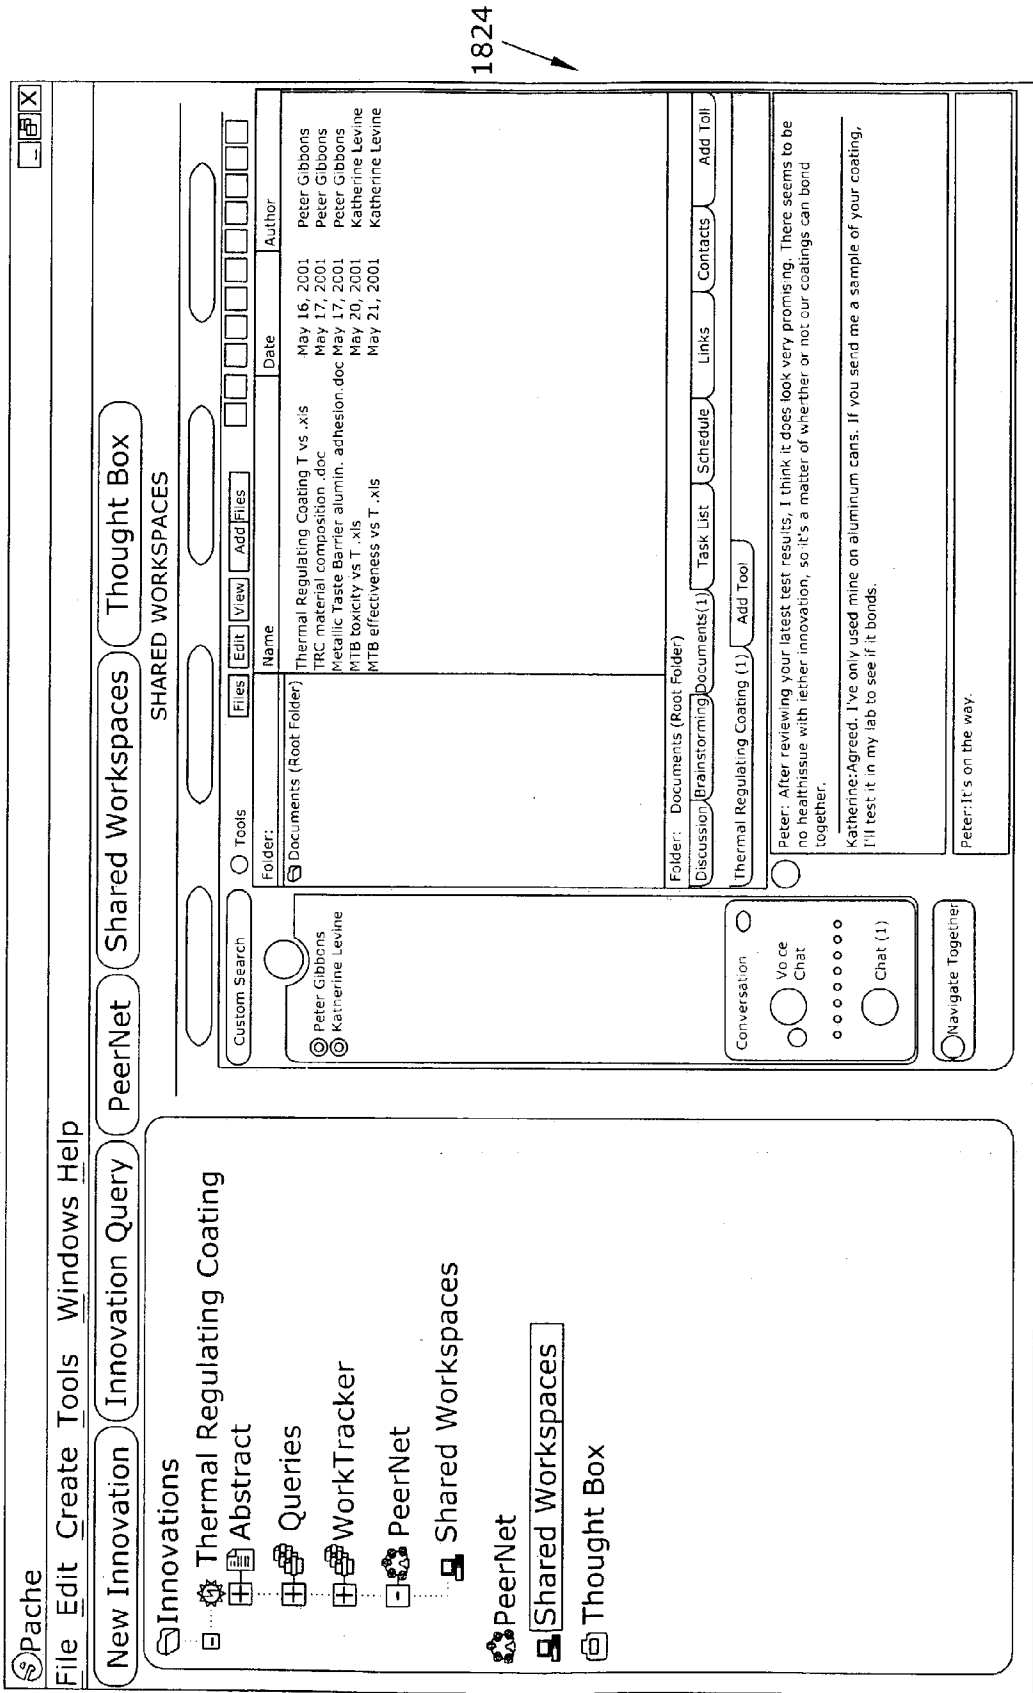 Pache
File Edit Create Tools Windows Help
New Innovation Innovation Query PeerNet Shared Workspaces Thought Box
Innovations
Thermal Regulating Coating
Abstract
Queries
WorkTracker
PeerNet
Shared Workspaces
PeerNet
Shared Workspaces
Thought Box
SHARED WORKSPACES
Custom Search Tools Files Edit View Add Files
Peter Gibbons
Katherine Levine
Folder: Name Date Author
Documents (Root Folder)
Thermal Regulating Coating T vs .xls May 16, 2001 Peter Gibbons
TRC material composition .doc May 17, 2001 Peter Gibbons
Metallic Taste Barrier alumin. adhesion.doc May 17, 2001 Peter Gibbons
MTB toxicity vs T .xls May 20, 2001 Katherine Levine
MTB effectiveness vs T .xls May 21, 2001 Katherine Levine
Folder: Documents (Root Folder)
Discussion Brainstorming Documents(1) Task List Schedule Links Contacts Add Toll
Thermal Regulating Coating (1) Add Tool
Conversation
Vo ce
Chat
Chat (1)
Navigate Together
Peter: After reviewing your latest test results, I think it does look very promising. There seems to be
no healthissue with iether innovation, so it's a matter of wherther or not our coatings can bond
together.
Katherine:Agreed. I've only used mine on aluminum cans. If you send me a sample of your coating,
I'll test it in my lab to see if it bonds.
Peter:It's on the way.
1824